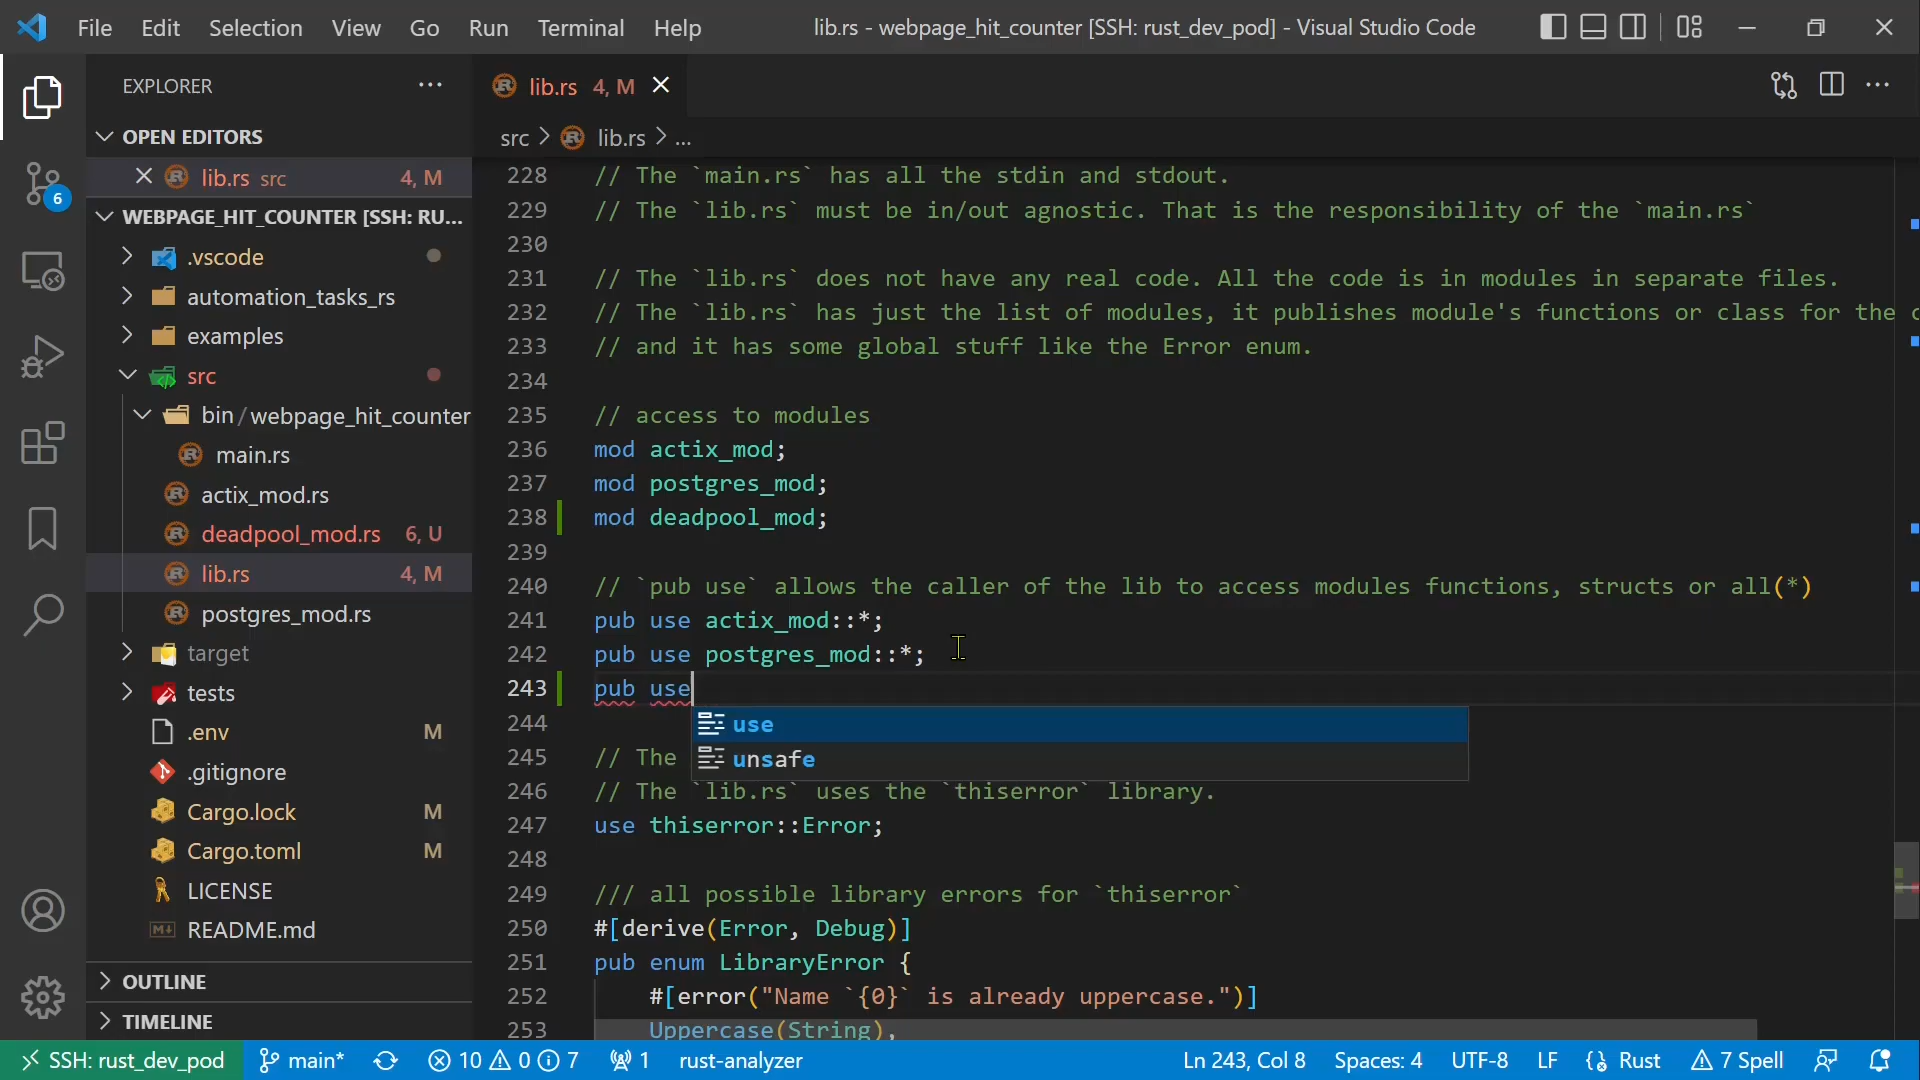 File Edit Selection View Go Run Terminal Help lib.rs - webpage_hit_counter [SSH: rust_dev_pod] - Visual Studio Code
EXPLORER ...
OPEN EDITORS
lib.rs src 4, M
WEBPAGE_HIT_COUNTER [SSH: RU...
.vscode
automation_tasks_rs
examples
src
bin/webpage_hit_counter
main.rs
actix_mod.rs
deadpool_mod.rs 6, U
lib.rs 4, M
postgres_mod.rs
target
tests
.env M
.gitignore
Cargo.lock M
Cargo.toml M
LICENSE
README.md
OUTLINE
TIMELINE
6
lib.rs 4, M
src > lib.rs > ...
228 // The `main.rs` has all the stdin and stdout.
229 // The `lib.rs` must be in/out agnostic. That is the responsibility of the `main.rs`
230
231 // The `lib.rs` does not have any real code. All the code is in modules in separate files.
232 // The `lib.rs` has just the list of modules, it publishes module's functions or class for the c
233 // and it has some global stuff like the Error enum.
234
235 // access to modules
236 mod actix_mod;
237 mod postgres_mod;
238 mod deadpool_mod;
239
240 // `pub use` allows the caller of the lib to access modules functions, structs or all(*)
241 pub use actix_mod::*;
242 pub use postgres_mod::*;
243 pub use
use
unsafe
244
245 // The
246 // The `lib.rs` uses the `thiserror` library.
247 use thiserror::Error;
248
249 /// all possible library errors for `thiserror`
250 #[derive(Error, Debug)]
251 pub enum LibraryError {
252 #[error("Name `{0}` is already uppercase.")]
253 Uppercase(String),
SSH: rust_dev_pod main* 10 0 7 1 rust-analyzer Ln 243, Col 8 Spaces: 4 UTF-8 LF Rust 7 Spell